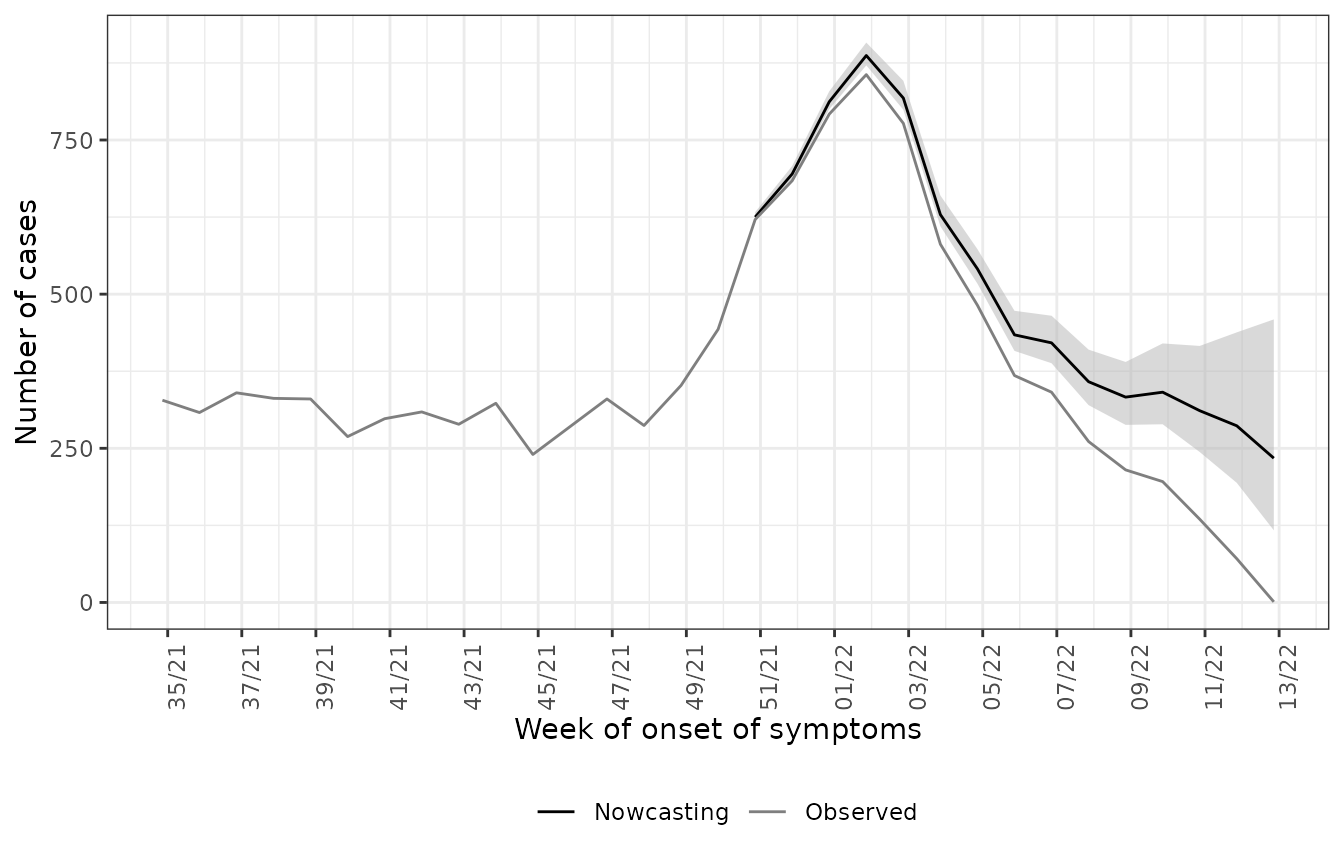 Number of cases
750
500
250
0
35/21 37/21 39/21 41/21 43/21 45/21 47/21 49/21 51/21 01/22 03/22 05/22 07/22 09/22 11/22 13/22
Week of onset of symptoms
Nowcasting Observed